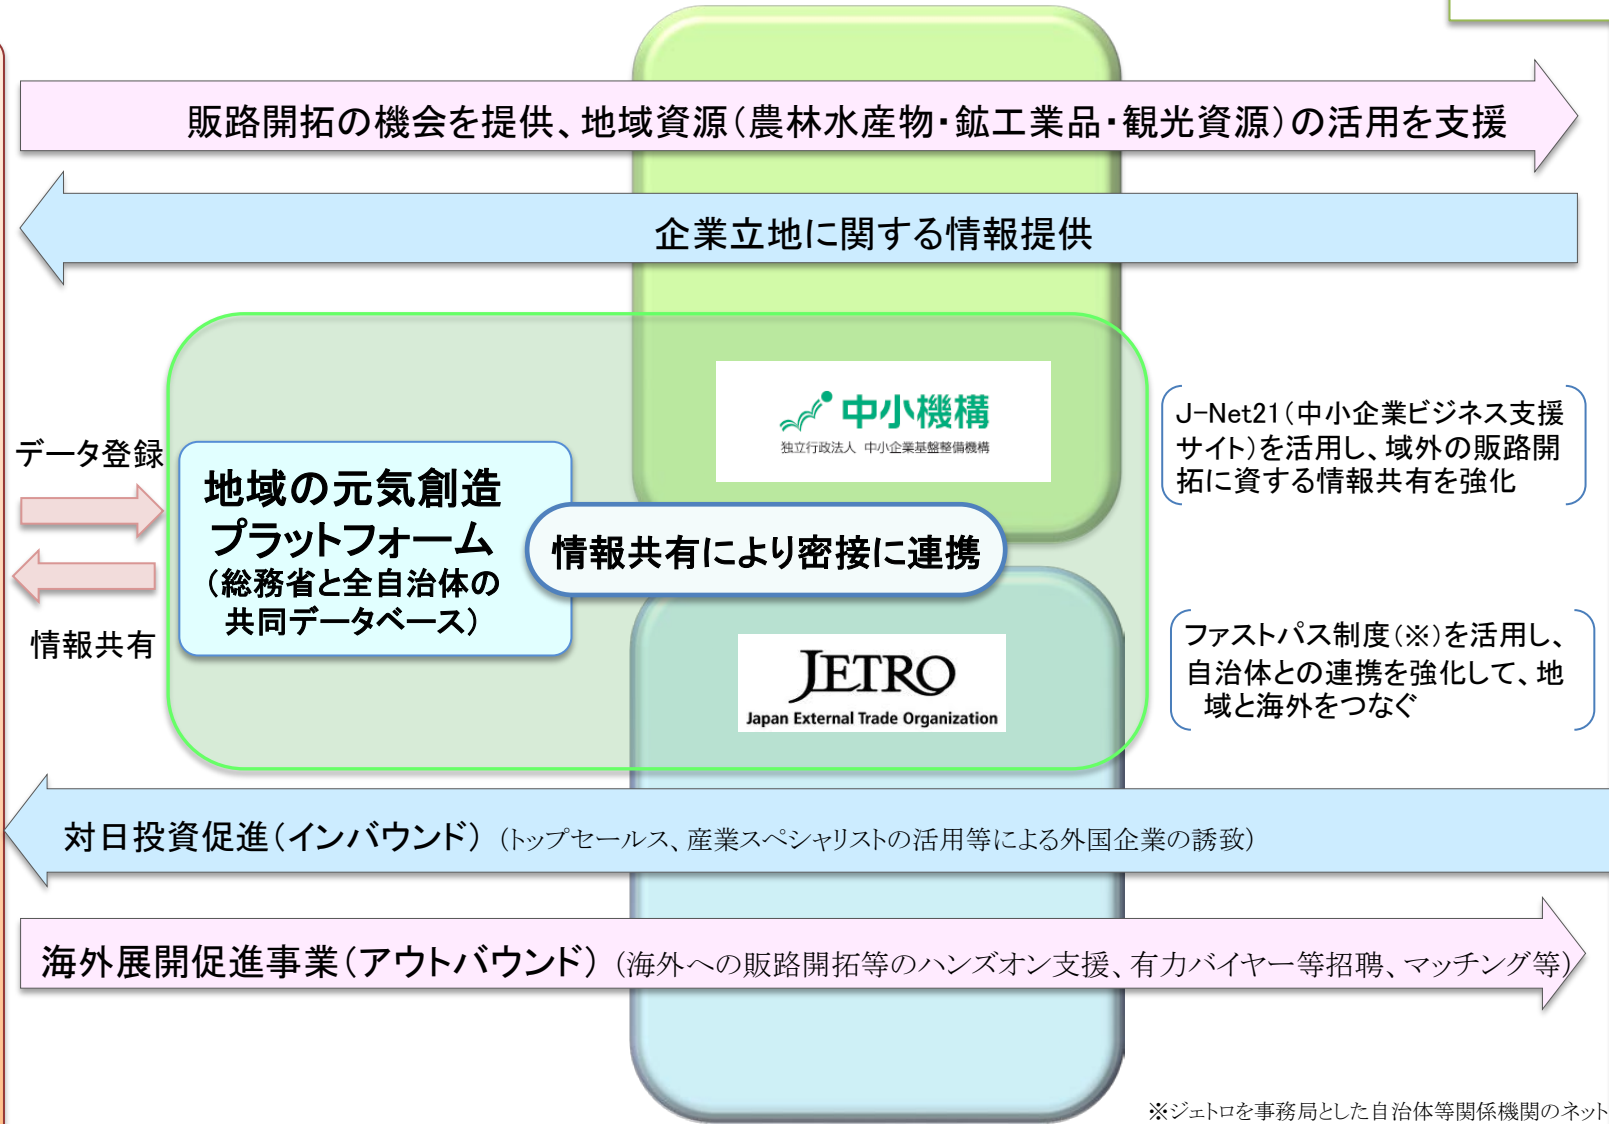 販路開拓の機会を提供、地域資源（農林水産物・鉱工業品・観光資源）の活用を支援
企業立地に関する情報提供
中小機構
独立行政法人 中小企業基盤整備機構
J-Net21（中小企業ビジネス支援
サイト）を活用し、域外の販路開
拓に資する情報共有を強化
データ登録
地域の元気創造
プラットフォーム
（総務省と全自治体の
共同データベース）
情報共有により密接に連携
情報共有
JETRO
Japan External Trade Organization
ファストパス制度（※）を活用し、
自治体との連携を強化して、地
域と海外をつなぐ
対日投資促進（インバウンド）（トップセールス、産業スペシャリストの活用等による外国企業の誘致）
海外展開促進事業（アウトバウンド）（海外への販路開拓等のハンズオン支援、有力バイヤー等招聘、マッチング等）
※ジェトロを事務局とした自治体等関係機関のネット